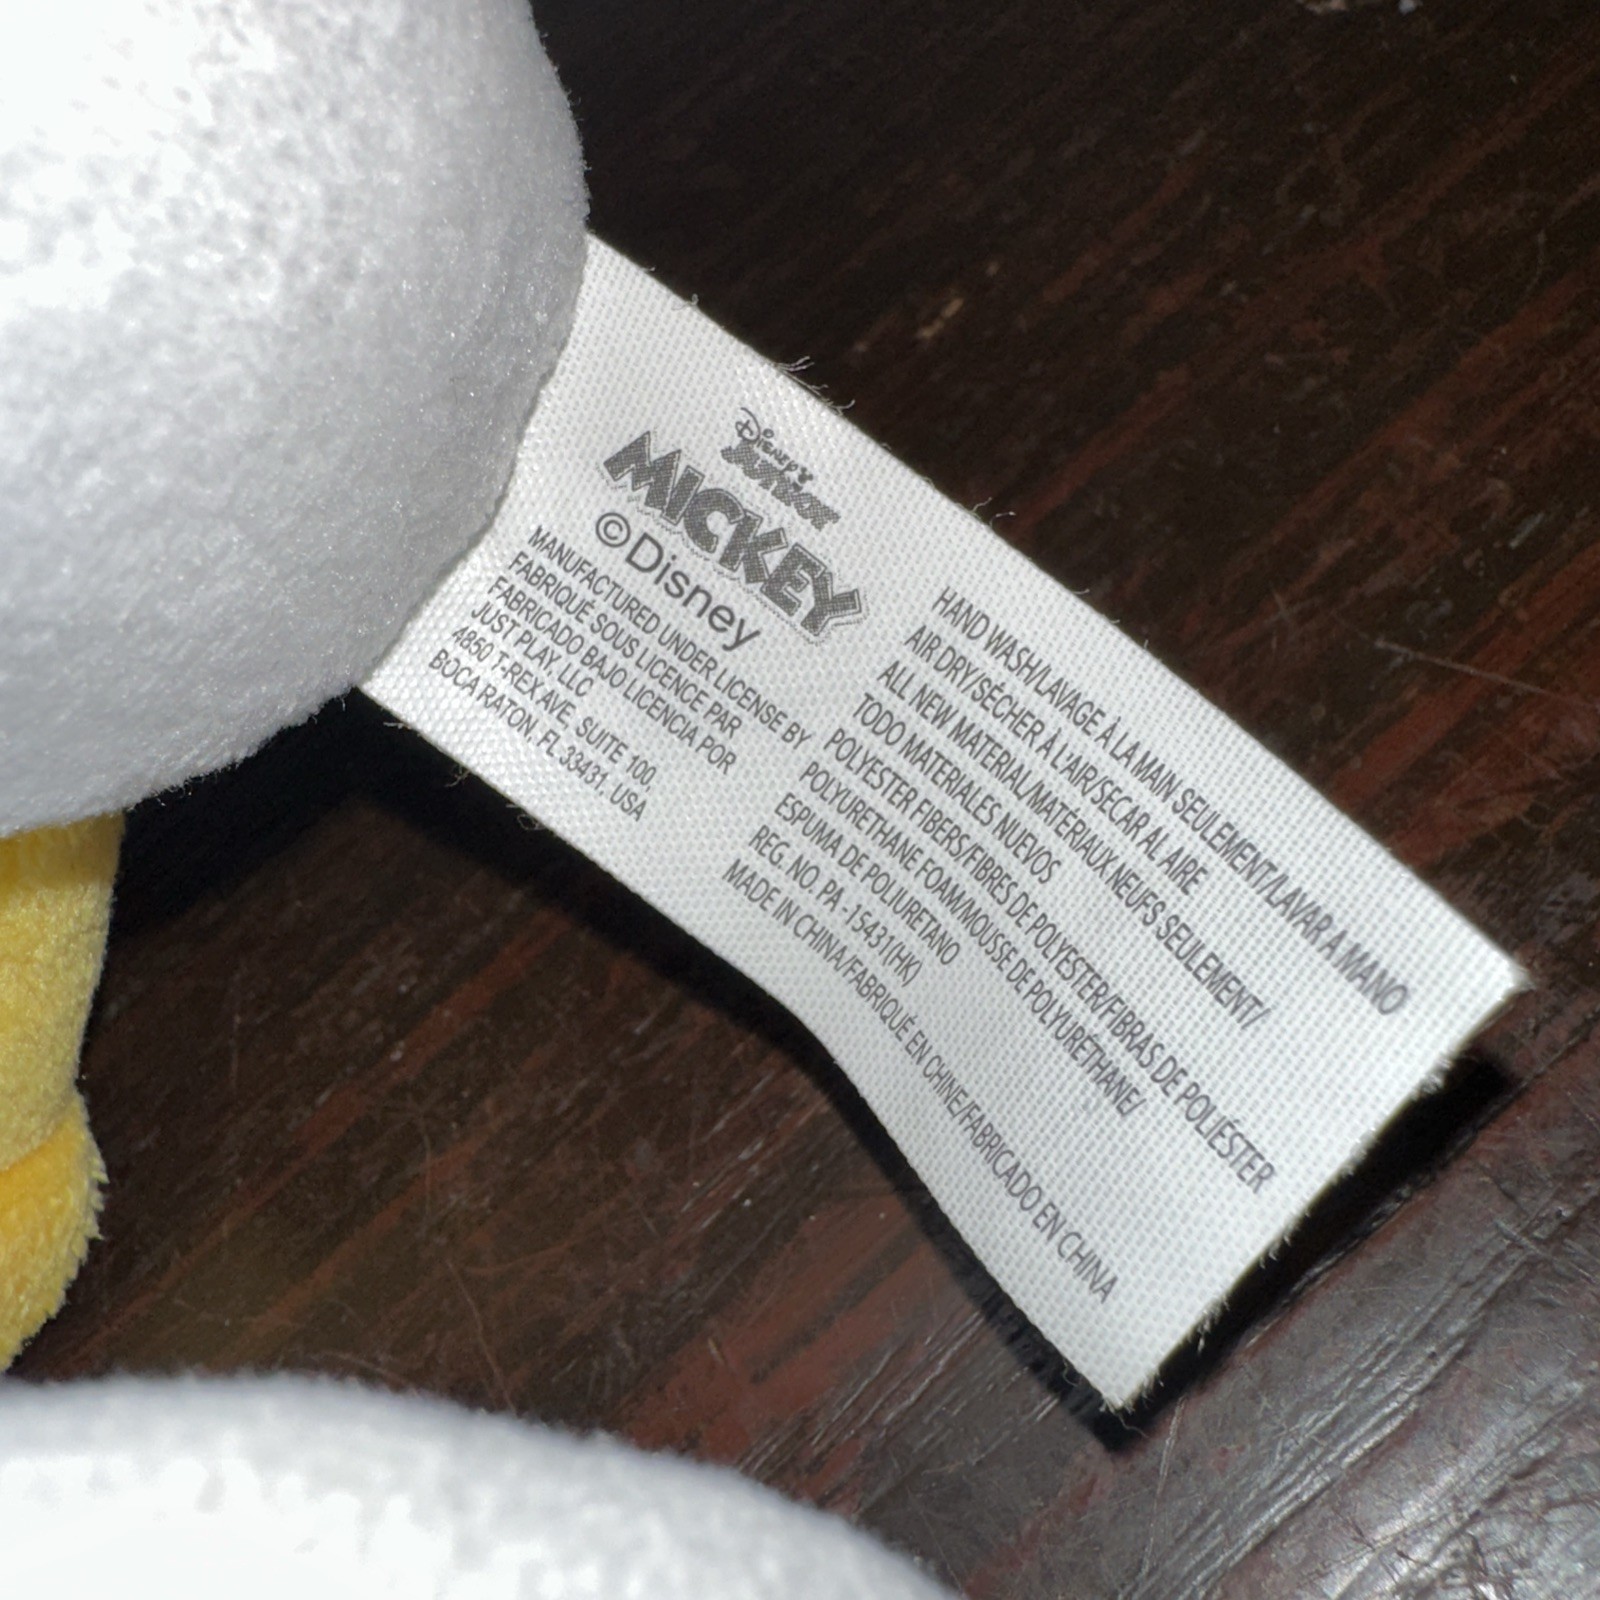 Disney
JUNIOR
MICKEY
©Disney
MANUFACTURED UNDER LICENSE BY
FABRIQUÉ SOUS LICENCE PAR
FABRICADO BAJO LICENCIA POR
JUST PLAY, LLC
4850 T-REX AVE, SUITE 100,
BOCA RATON, FL 33431, USA
HAND WASH/LAVAGE À LA MAIN SEULEMENT/LAVAR A MANO
AIR DRY/SÉCHER À L'AIR/SECAR AL AIRE
ALL NEW MATERIAL/MATÉRIAUX NEUFS SEULEMENT/
TODO MATERIALES NUEVOS
POLYESTER FIBERS/FIBRES DE POLYESTER/FIBRAS DE POLIÉSTER
POLYURETHANE FOAM/MOUSSE DE POLYURÉTHANE/
ESPUMA DE POLIURETANO
REG. NO. PA -15431(HK)
MADE IN CHINA/FABRIQUÉ EN CHINE/FABRICADO EN CHINA